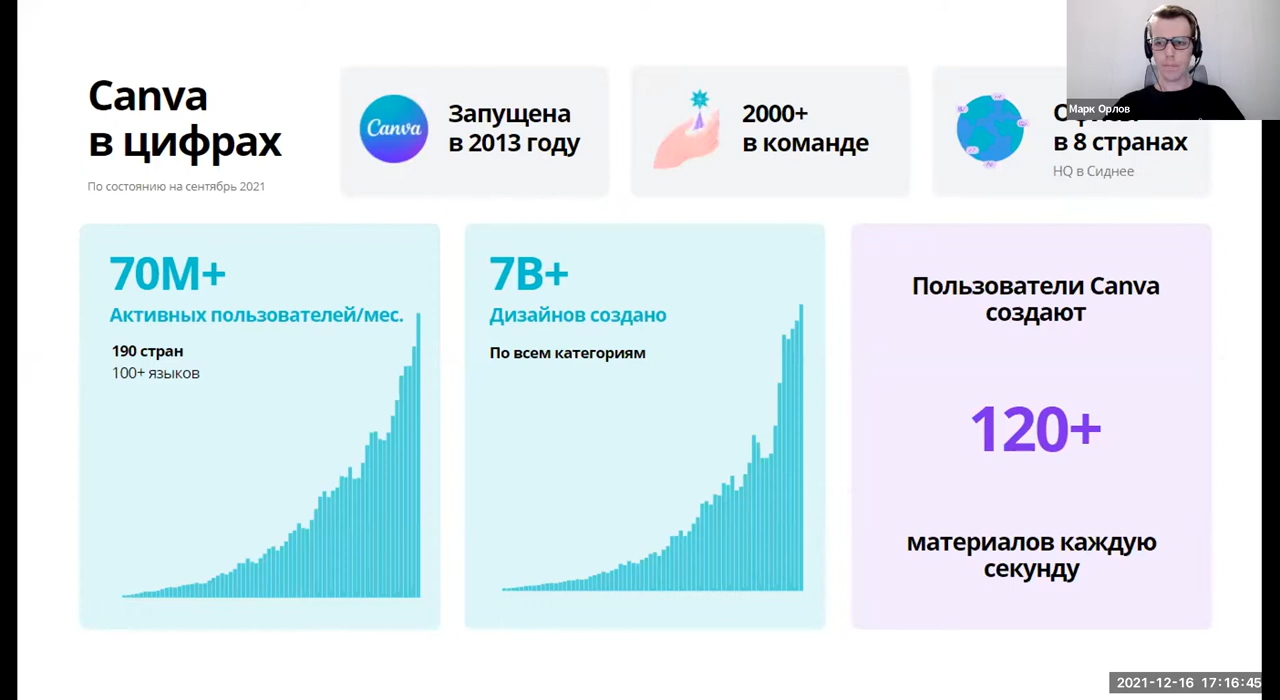 Canva
в цифрах
По состоянию на сентябрь 2021
Canva
Запущена
в 2013 году
2000+
в команде
в 8 странах
HQ в Сиднее
Марк Орлов
70M+
Активных пользователей/мес.
190 стран
100+ языков
7B+
Дизайнов создано
По всем категориям
Пользователи Canva
создают
120+
материалов каждую
секунду
2021-12-16 17:16:45